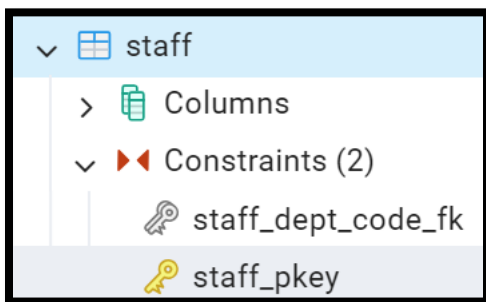 staff
Columns
Constraints (2)
staff_dept_code_fk
staff_pkey